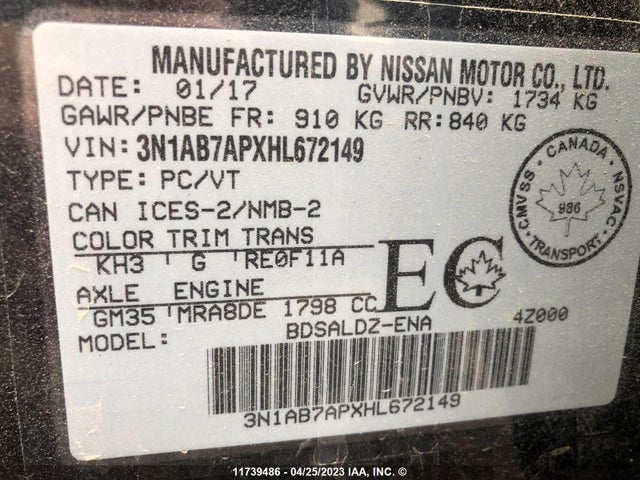 MANUFACTURED BY NISSAN MOTOR CO., LTD.
DATE: 01/17 GVWR/PNBV: 1734 KG
GAWR/PNBE FR: 910 KG RR:840 KG
VIN: 3N1AB7APXHL672149
TYPE: PC/VT
CAN ICES-2/NMB-2
COLOR TRIM TRANS
KH3 G RE0F11A
AXLE ENGINE
GM35 MRA8DE 1798 CC
MODEL: BDSALDZ-ENA 4Z000
EC
CANADA
CMVSS NSVAC
986
TRANSPORT
3N1AB7APXHL672149
11739486 - 04/25/2023 IAA, INC. ©